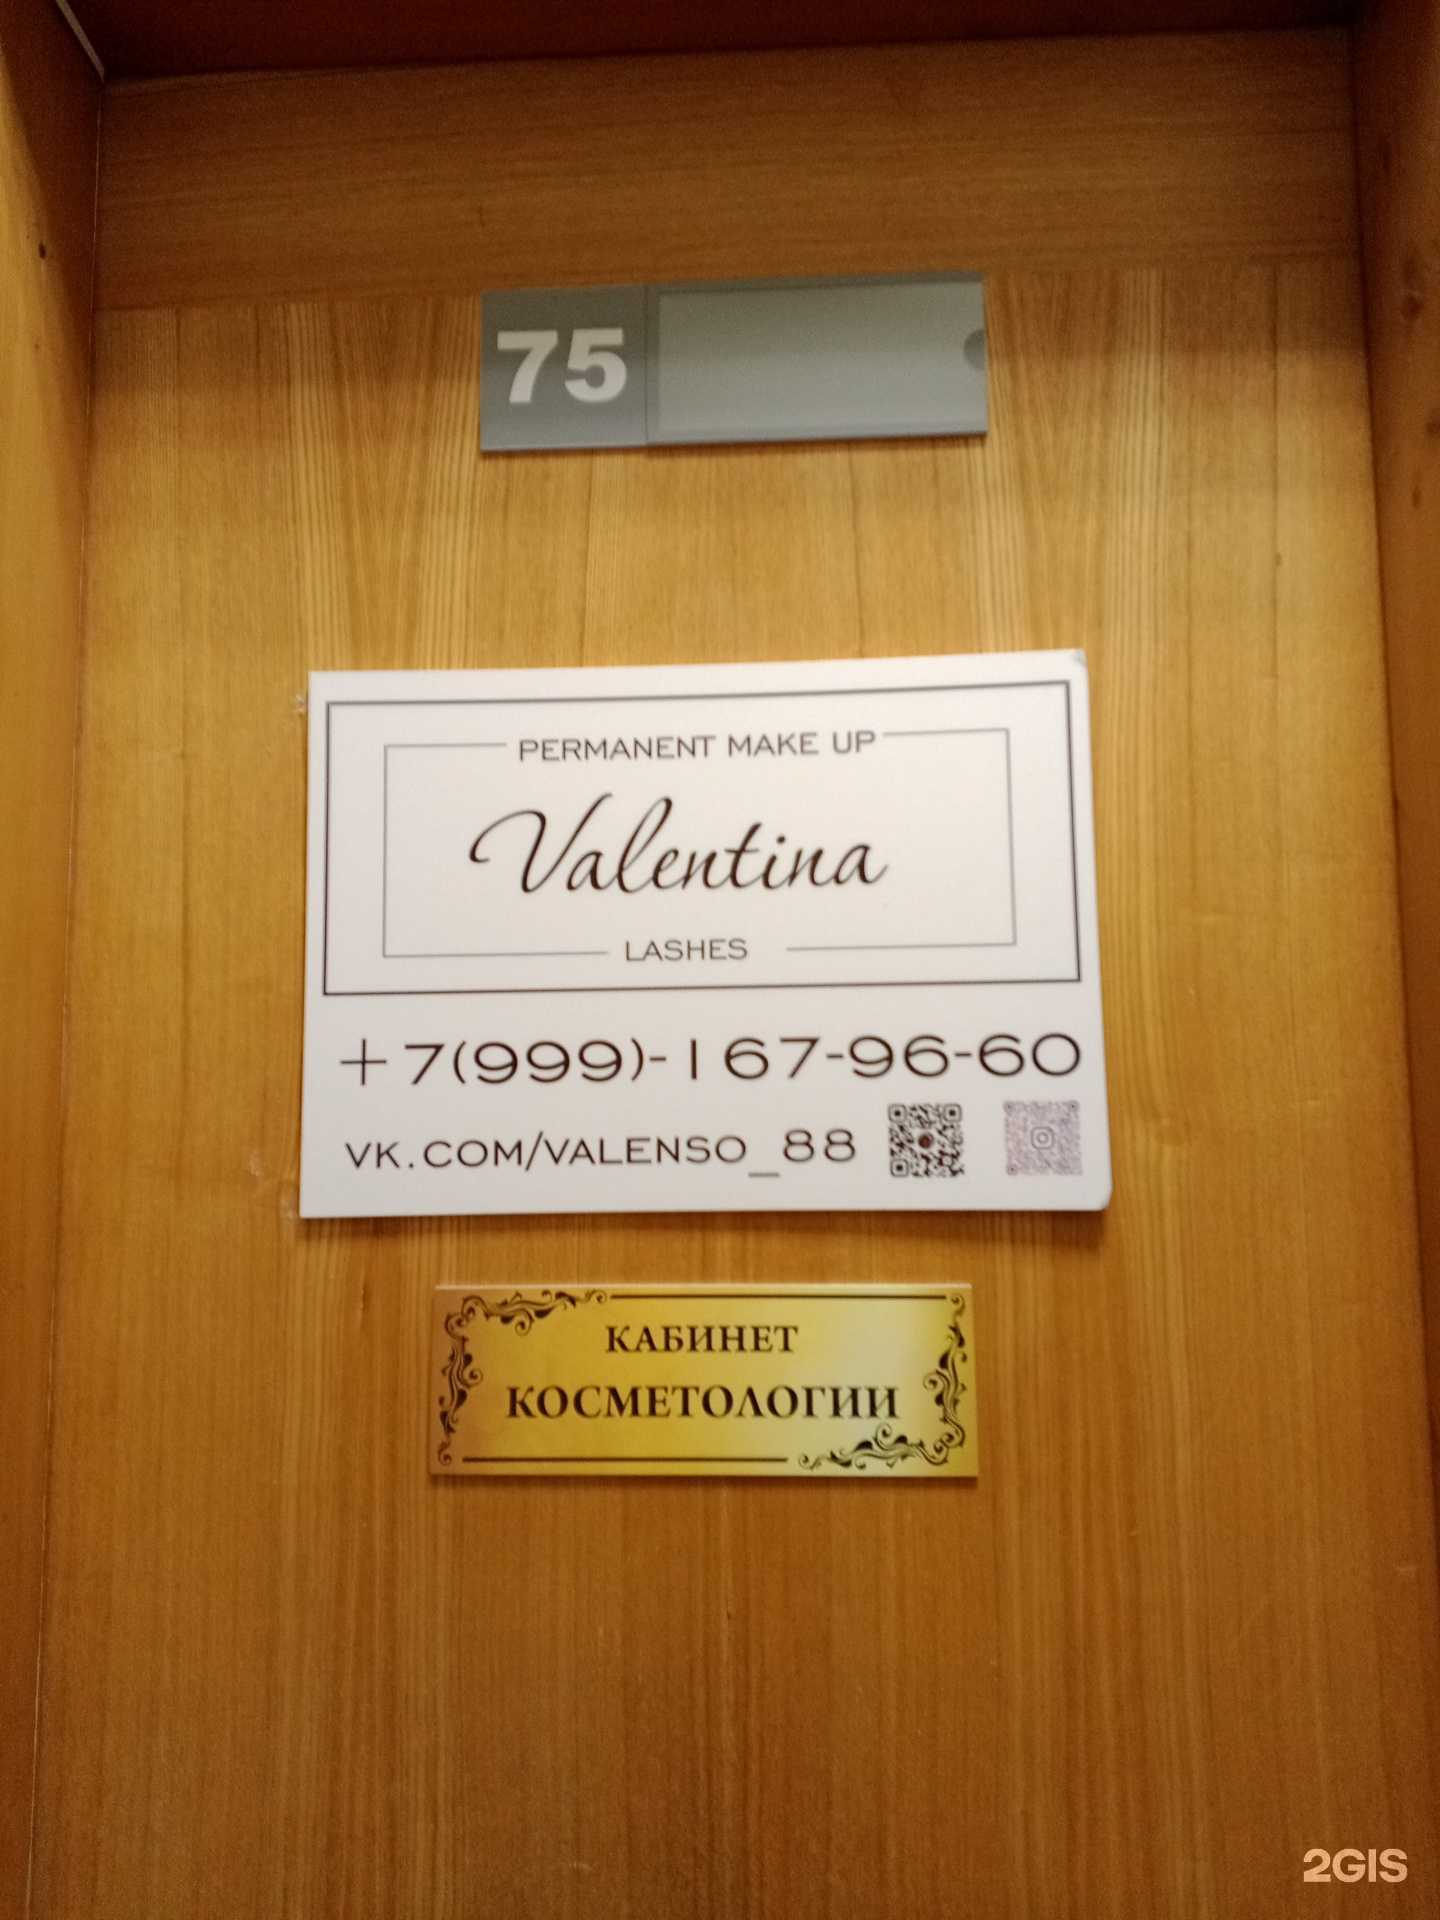 75
PERMANENT MAKE UP
Valentina
LASHES
+7(999)-167-96-60
VK.COM/VALENSO_88
КАБИНЕТ
КОСМЕТОЛОГИИ
2GIS